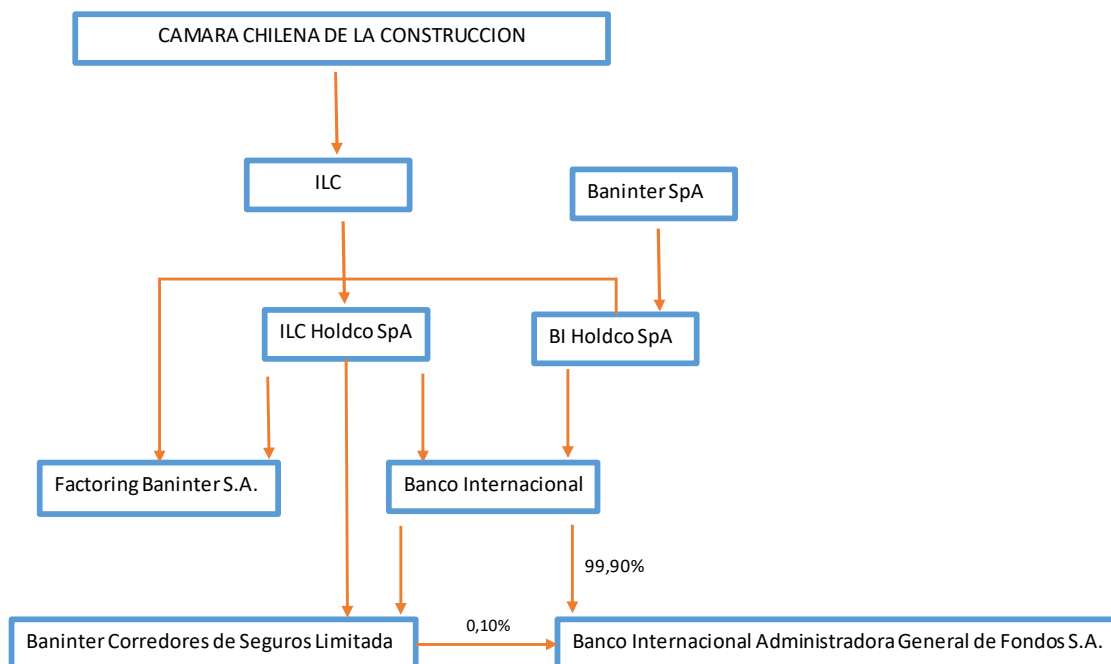 CAMARA CHILENA DE LA CONSTRUCCION
ILC
Baninter SpA
ILC Holdco SpA
BI Holdco SpA
Factoring Baninter S.A.
Banco Internacional
99,90%
0,10%
Baninter Corredores de Seguros Limitada
Banco Internacional Administradora General de Fondos S.A.